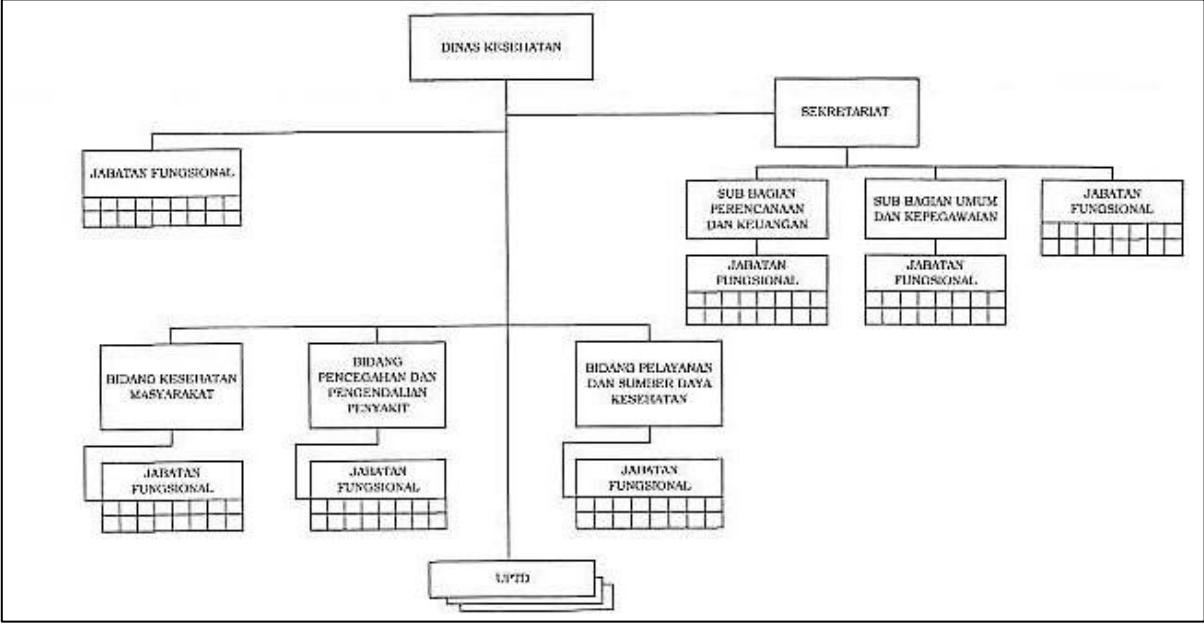 DINAS KESEHATAN
SEKRETARIAT
JABATAN FUNGSIONAL
SUB BAGIAN
PERENCANAAN
DAN KEUANGAN
SUB BAGIAN UMUM
DAN KEPEGAWAIAN
JABATAN
FUNGSIONAL
JABATAN
FUNGSIONAL
JABATAN
FUNGSIONAL
BIDANG KESEHATAN
MASYARAKAT
BIDANG
PENCEGAHAN DAN
PENGENDALIAN
PENYAKIT
BIDANG PELAYANAN
DAN SUMBER DAYA
KESEHATAN
JABATAN
FUNGSIONAL
JABATAN
FUNGSIONAL
JABATAN
FUNGSIONAL
UPTD